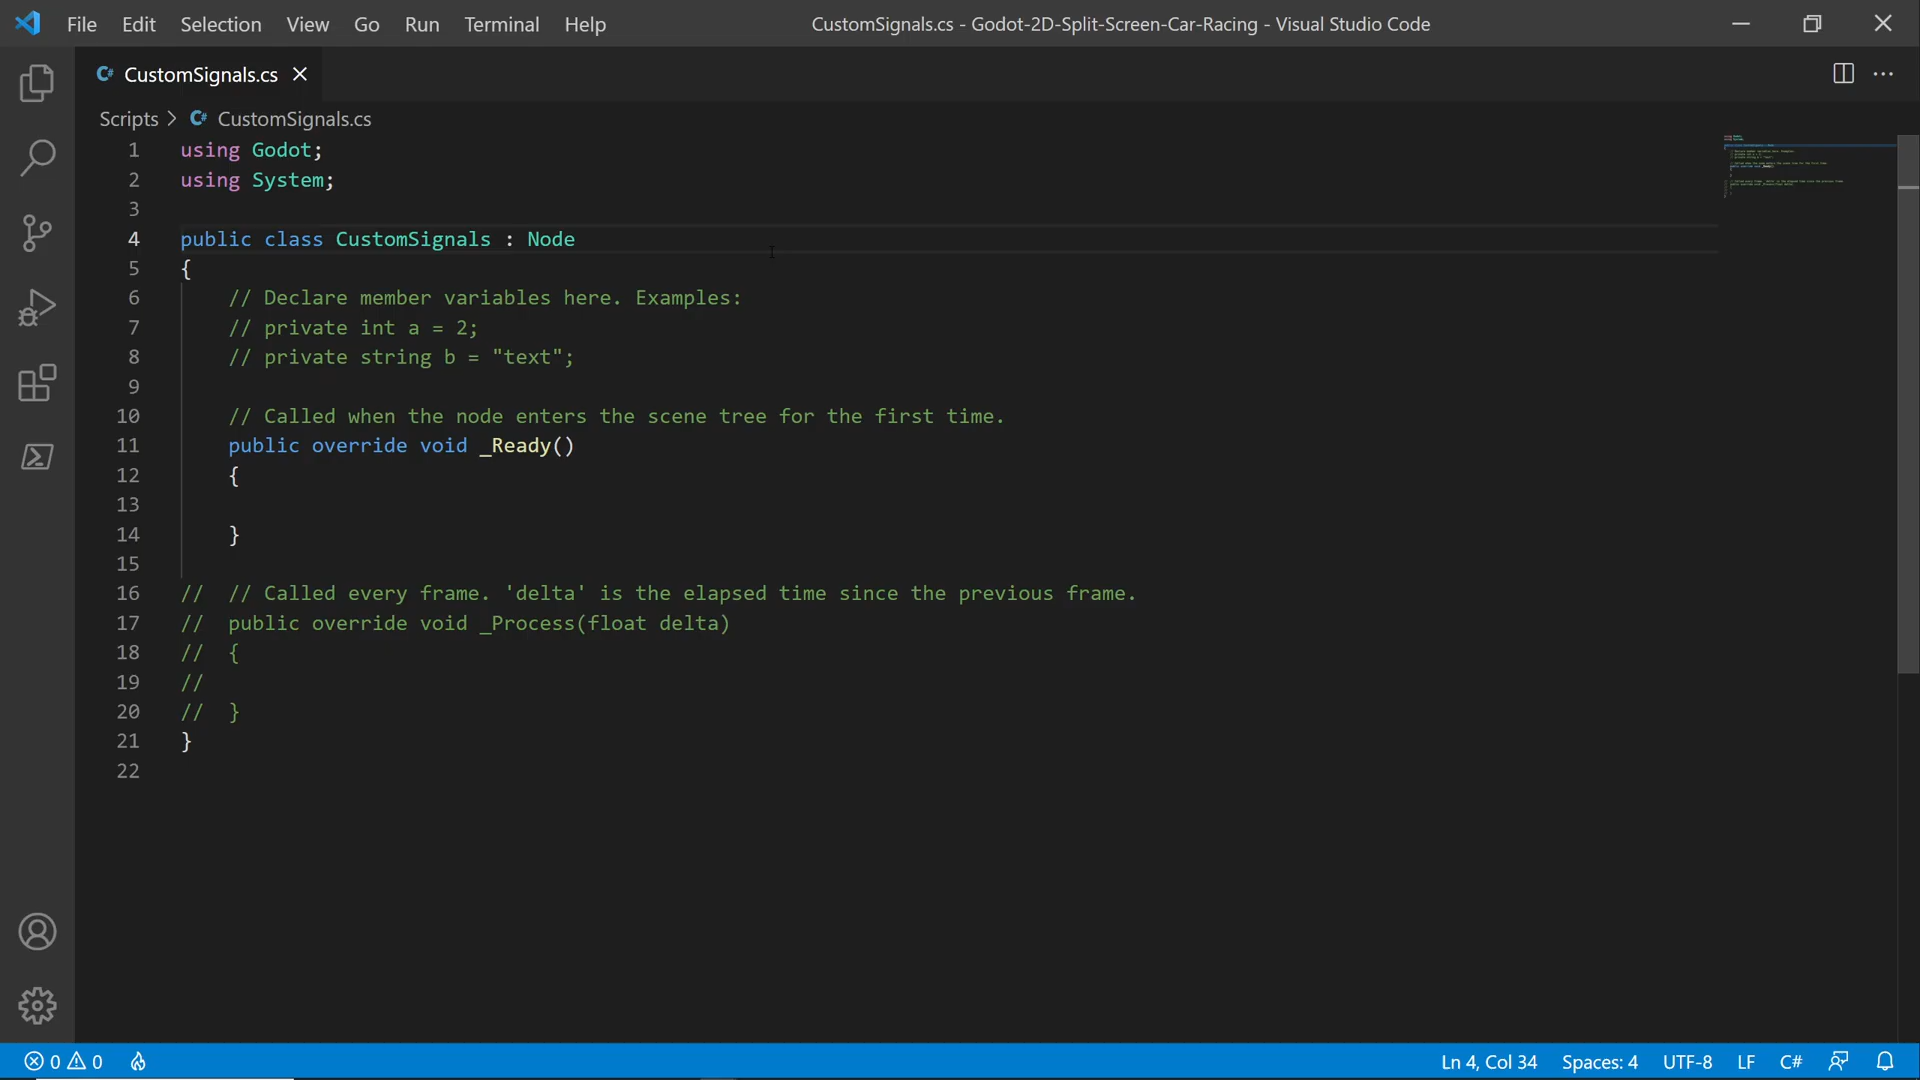 File Edit Selection View Go Run Terminal Help CustomSignals.cs - Godot-2D-Split-Screen-Car-Racing - Visual Studio Code
C# CustomSignals.cs
Scripts > C# CustomSignals.cs
1 using Godot;
2 using System;
3
4 public class CustomSignals : Node
5 {
6 // Declare member variables here. Examples:
7 // private int a = 2;
8 // private string b = "text";
9
10 // Called when the node enters the scene tree for the first time.
11 public override void _Ready()
12 {
13
14 }
15
16 // // Called every frame. 'delta' is the elapsed time since the previous frame.
17 // public override void _Process(float delta)
18 // {
19 //
20 // }
21 }
22
0 0 Ln 4, Col 34 Spaces: 4 UTF-8 LF C#